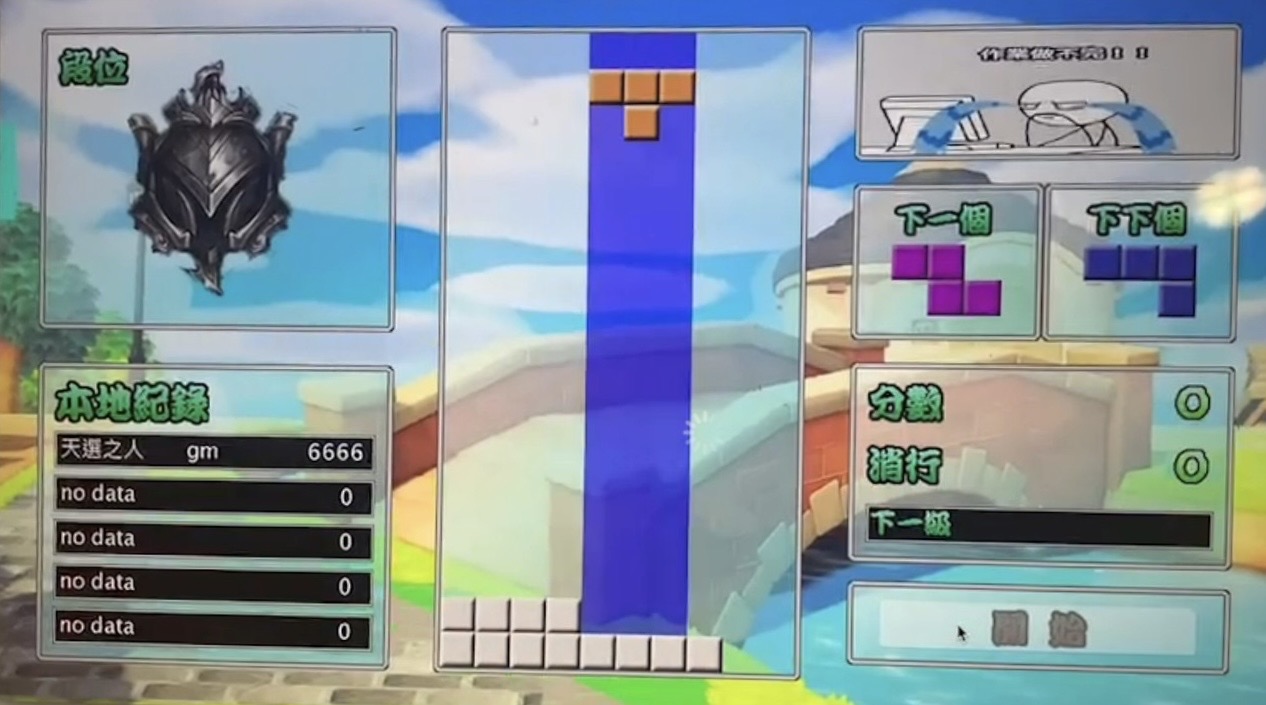 段位
作業做不完！！
下一個
下下個
本地紀錄
天選之人 gm 6666
no data 0
no data 0
no data 0
no data 0
分數 0
消行 0
下一級
開始